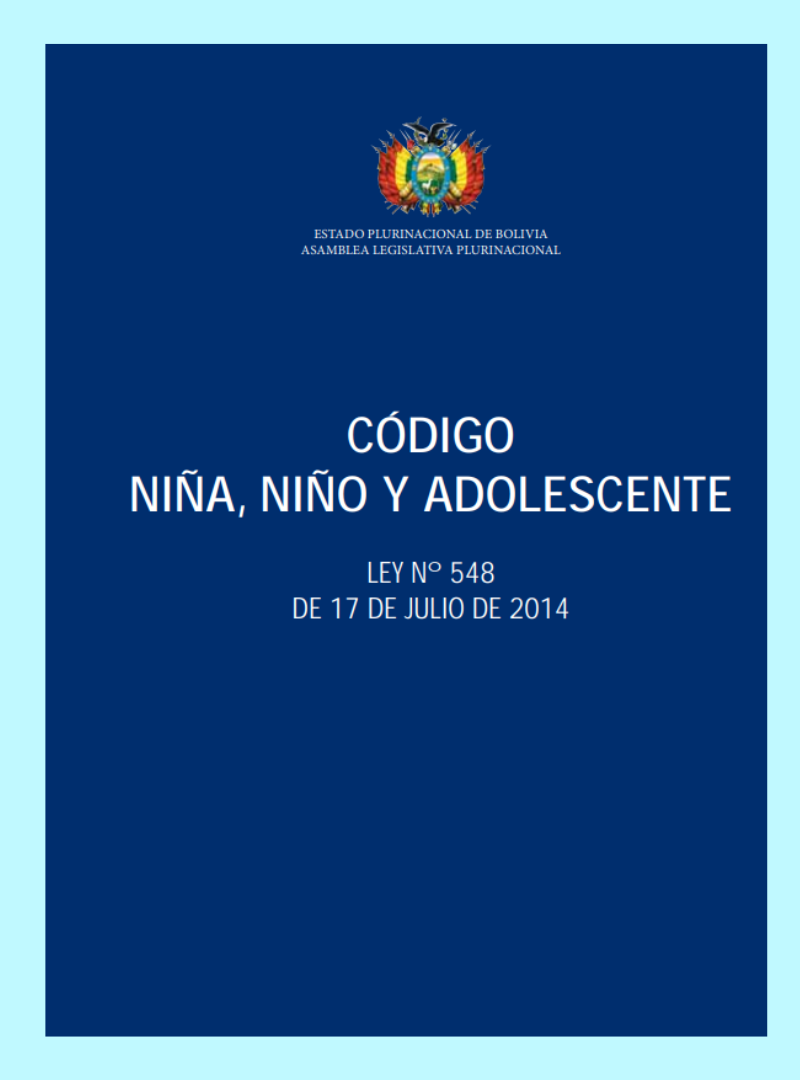 ESTADO PLURINACIONAL DE BOLIVIA
ASAMBLEA LEGISLATIVA PLURINACIONAL
CÓDIGO
NIÑA, NIÑO Y ADOLESCENTE
LEY Nº 548
DE 17 DE JULIO DE 2014